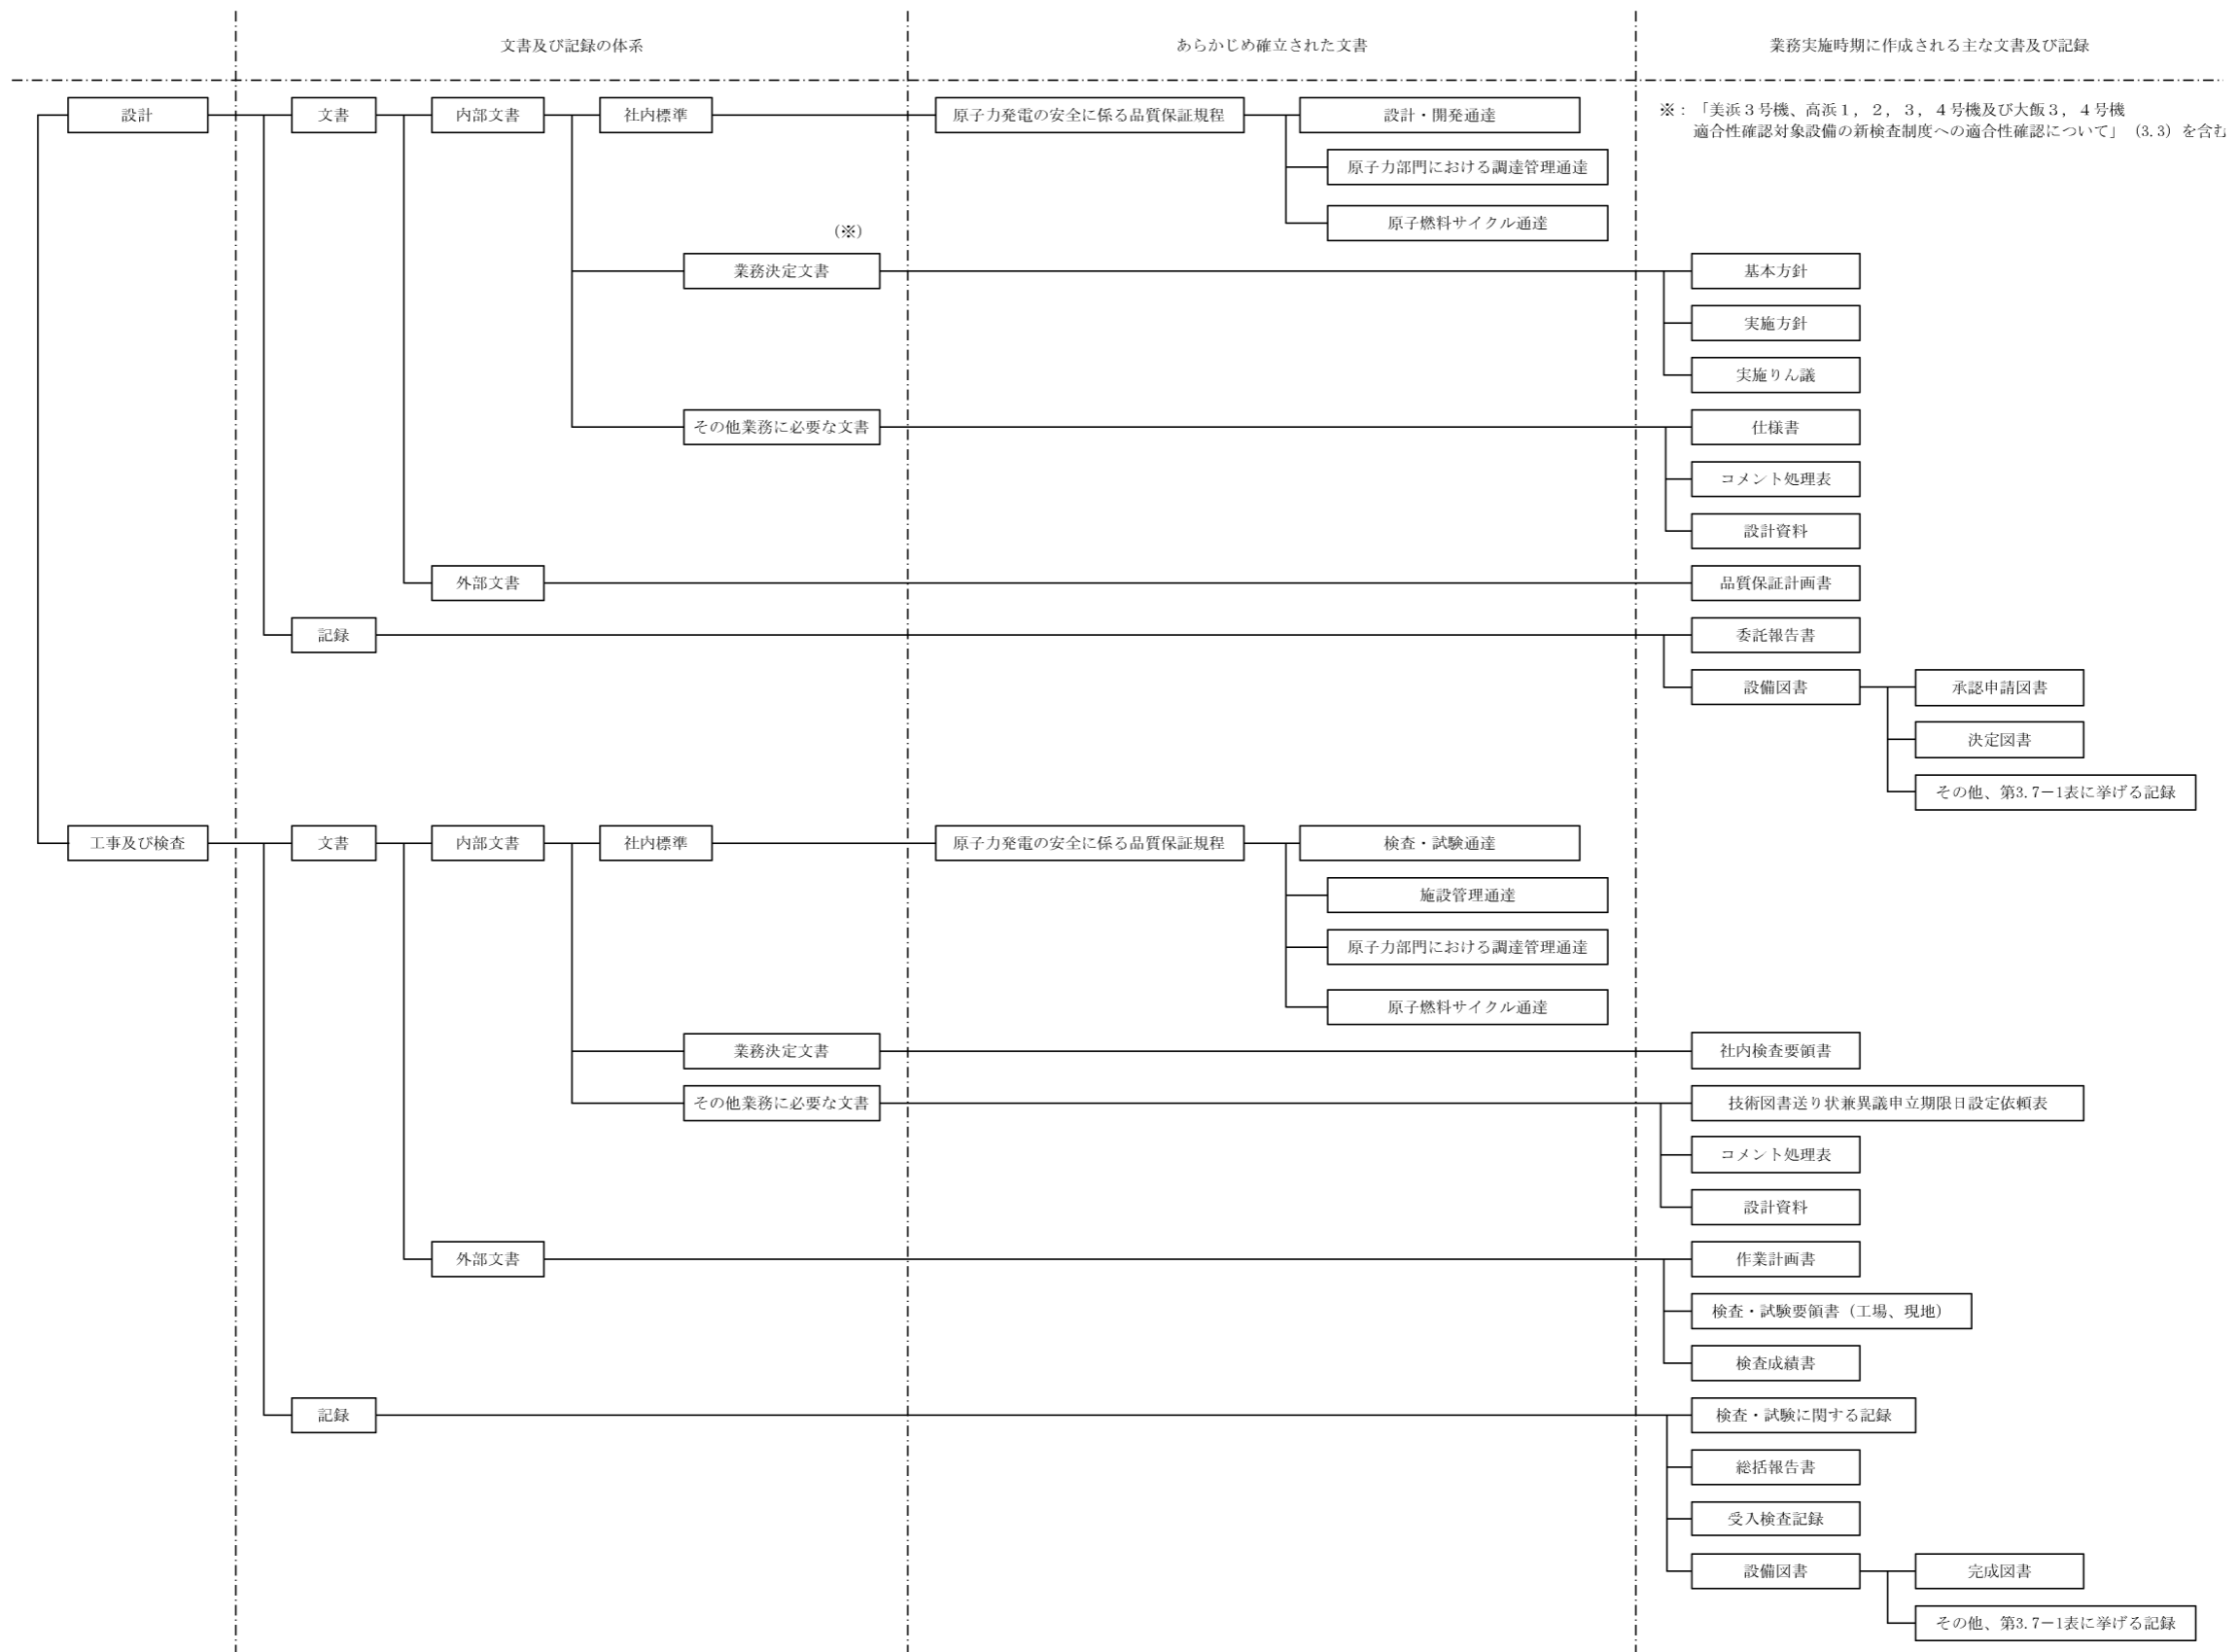 文書及び記録の体系
あらかじめ確立された文書
業務実施時期に作成される主な文書及び記録
設計
文書
内部文書
社内標準
原子力発電の安全に係る品質保証規程
設計・開発通達
※：「美浜３号機、高浜１，２，３，４号機及び大飯３，４号機
適合性確認対象設備の新検査制度への適合性確認について」（3.3）を含む
原子力部門における調達管理通達
原子燃料サイクル通達
（※）
業務決定文書
基本方針
実施方針
実施りん議
その他業務に必要な文書
仕様書
コメント処理表
設計資料
外部文書
品質保証計画書
記録
委託報告書
設備図書
承認申請図書
決定図書
その他、第3.7－1表に挙げる記録
工事及び検査
文書
内部文書
社内標準
原子力発電の安全に係る品質保証規程
検査・試験通達
施設管理通達
原子力部門における調達管理通達
原子燃料サイクル通達
業務決定文書
社内検査要領書
その他業務に必要な文書
技術図書送り状兼異議申立期限日設定依頼表
コメント処理表
設計資料
外部文書
作業計画書
検査・試験要領書（工場、現地）
検査成績書
記録
検査・試験に関する記録
総括報告書
受入検査記録
設備図書
完成図書
その他、第3.7－1表に挙げる記録